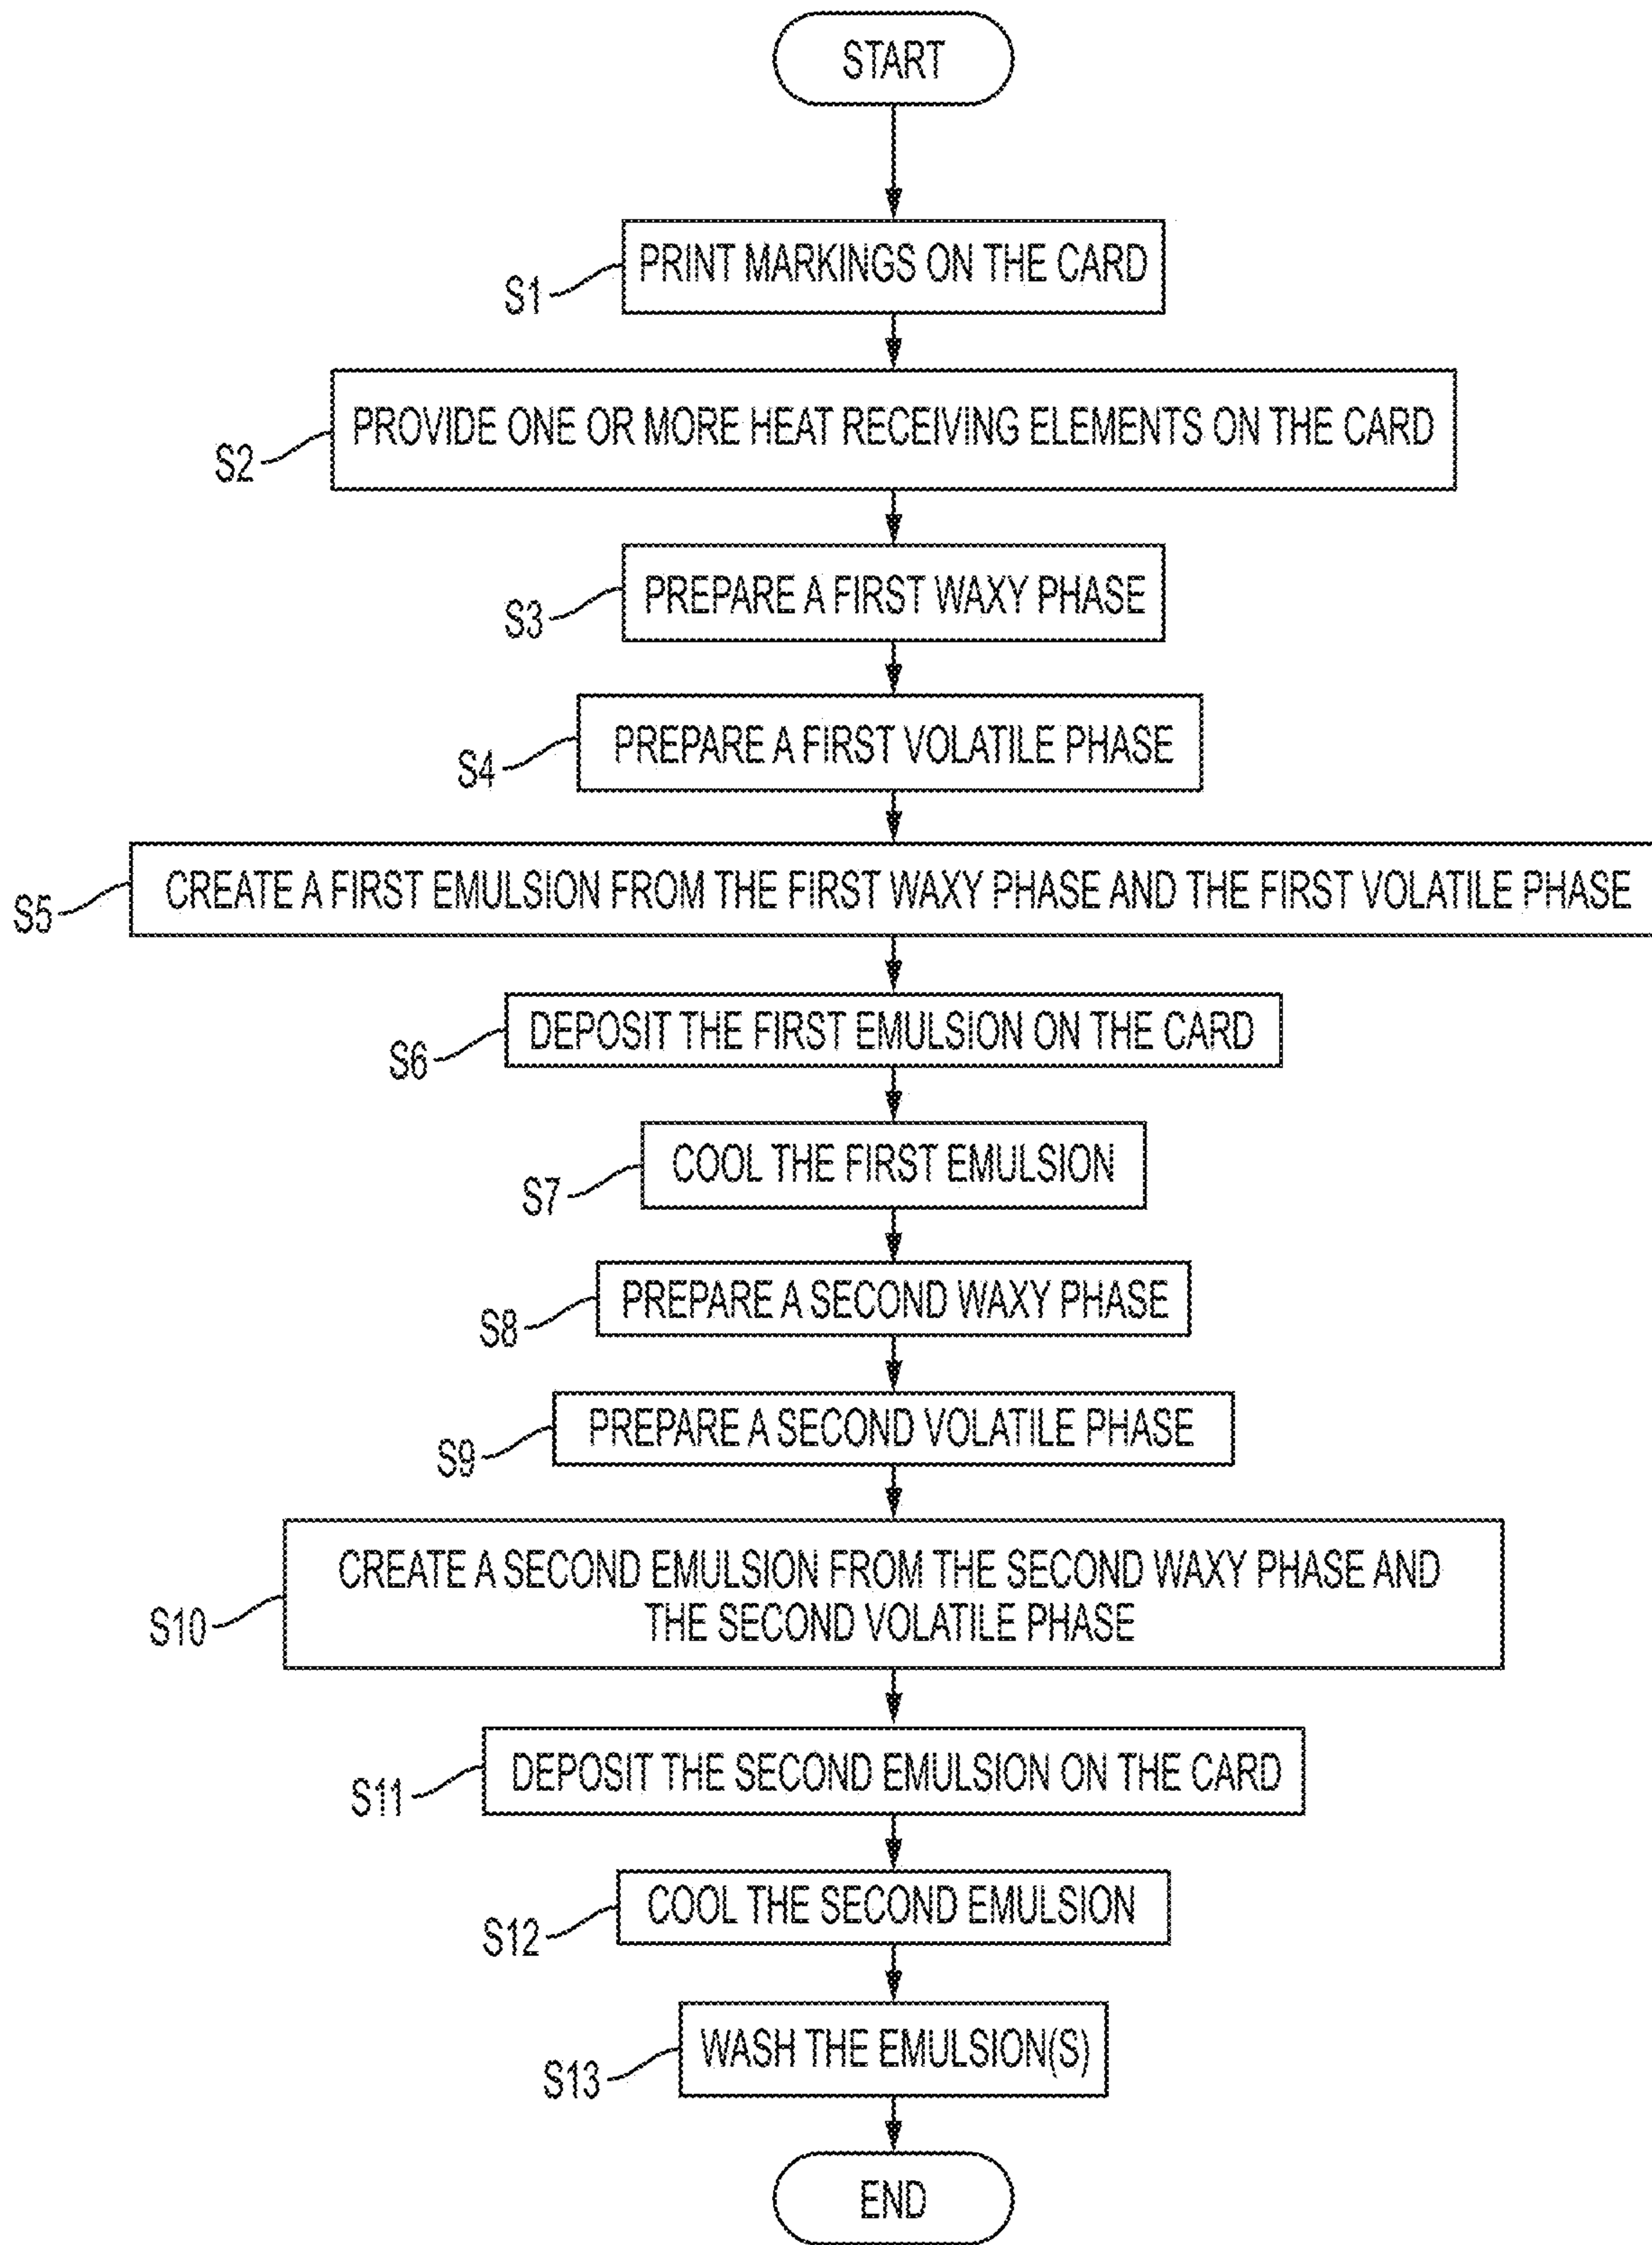 START
S1
PRINT MARKINGS ON THE CARD
S2
PROVIDE ONE OR MORE HEAT RECEIVING ELEMENTS ON THE CARD
S3
PREPARE A FIRST WAXY PHASE
S4
PREPARE A FIRST VOLATILE PHASE
S5
CREATE A FIRST EMULSION FROM THE FIRST WAXY PHASE AND THE FIRST VOLATILE PHASE
S6
DEPOSIT THE FIRST EMULSION ON THE CARD
S7
COOL THE FIRST EMULSION
S8
PREPARE A SECOND WAXY PHASE
S9
PREPARE A SECOND VOLATILE PHASE
S10
CREATE A SECOND EMULSION FROM THE SECOND WAXY PHASE AND
THE SECOND VOLATILE PHASE
S11
DEPOSIT THE SECOND EMULSION ON THE CARD
S12
COOL THE SECOND EMULSION
S13
WASH THE EMULSION(S)
END